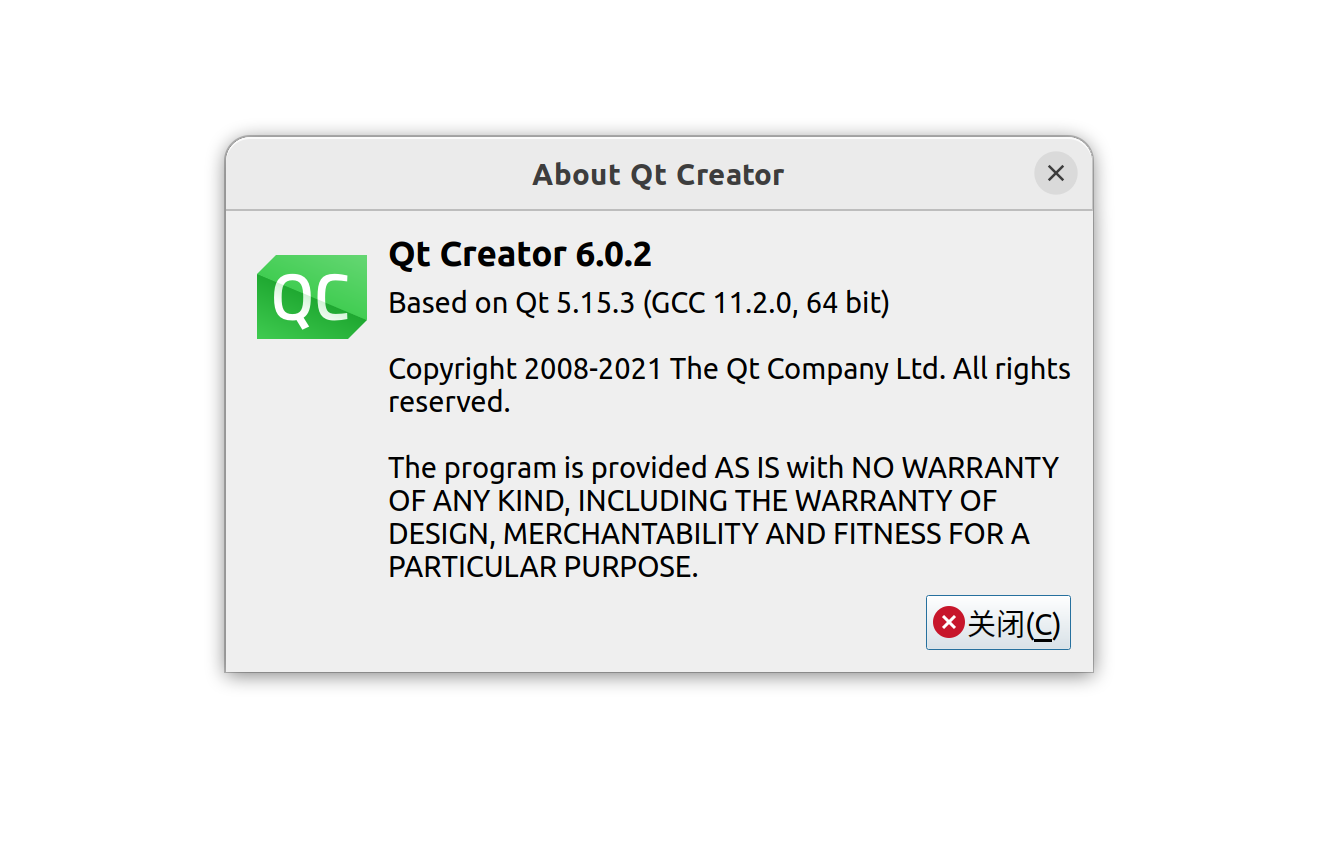 About Qt Creator
QC
Qt Creator 6.0.2
Based on Qt 5.15.3 (GCC 11.2.0, 64 bit)
Copyright 2008-2021 The Qt Company Ltd. All rights
reserved.
The program is provided AS IS with NO WARRANTY
OF ANY KIND, INCLUDING THE WARRANTY OF
DESIGN, MERCHANTABILITY AND FITNESS FOR A
PARTICULAR PURPOSE.
关闭(C)